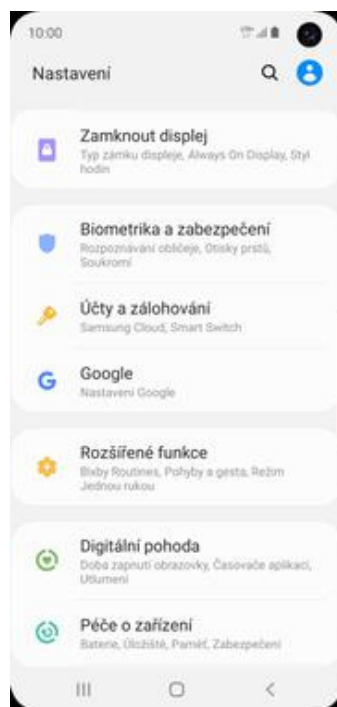 10:00
Nastavení
Zamknout displej
Typ zámku displeje, Always On Display, Styl
hodin
Biometrika a zabezpečení
Rozpoznávání obličeje, Otisky prstů,
Soukromí
Účty a zálohování
Samsung Cloud, Smart Switch
Google
Nastavení Google
Rozšířené funkce
Bixby Routines, Pohyby a gesta, Režim
Jednou rukou
Digitální pohoda
Doba zapnutí obrazovky, Časovače aplikací,
Utlumení
Péče o zařízení
Baterie, Úložiště, Paměť, Zabezpečení